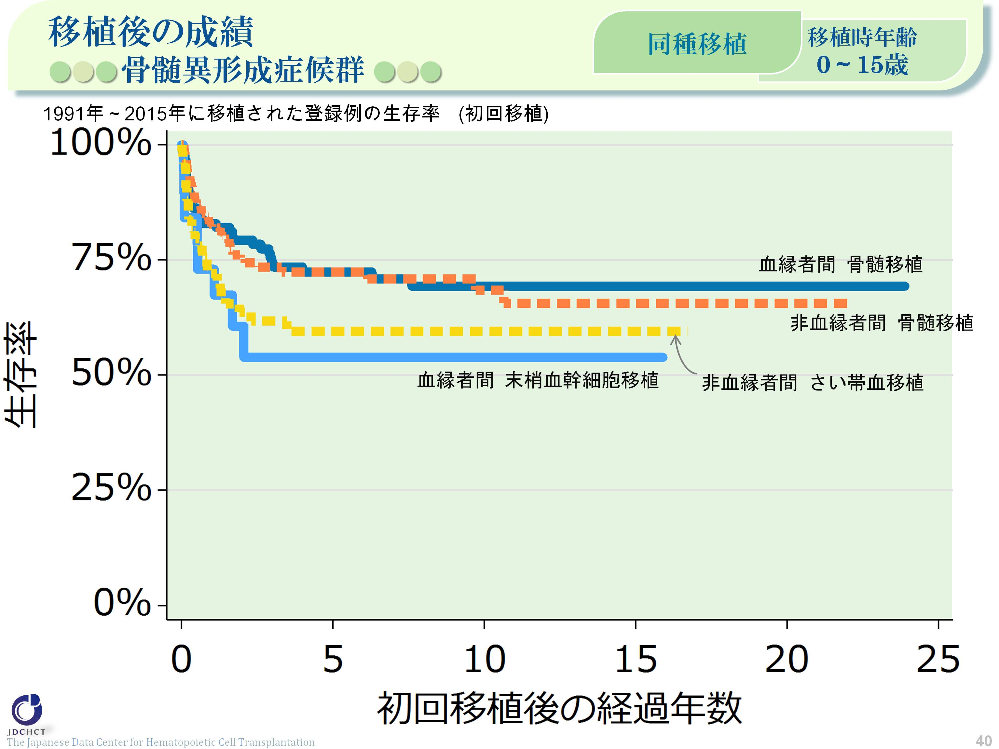 移植後の成績
骨髄異形成症候群
同種移植
移植時年齢
0 ~ 15歳
1991年 ~ 2015年に移植された登録例の生存率 (初回移植)
100%
75%
50%
25%
0%
生存率
血縁者間 骨髄移植
非血縁者間 骨髄移植
血縁者間 末梢血幹細胞移植
非血縁者間 さい帯血移植
0 5 10 15 20 25
初回移植後の経過年数
JDCHCT
The Japanese Data Center for Hematopoietic Cell Transplantation
40